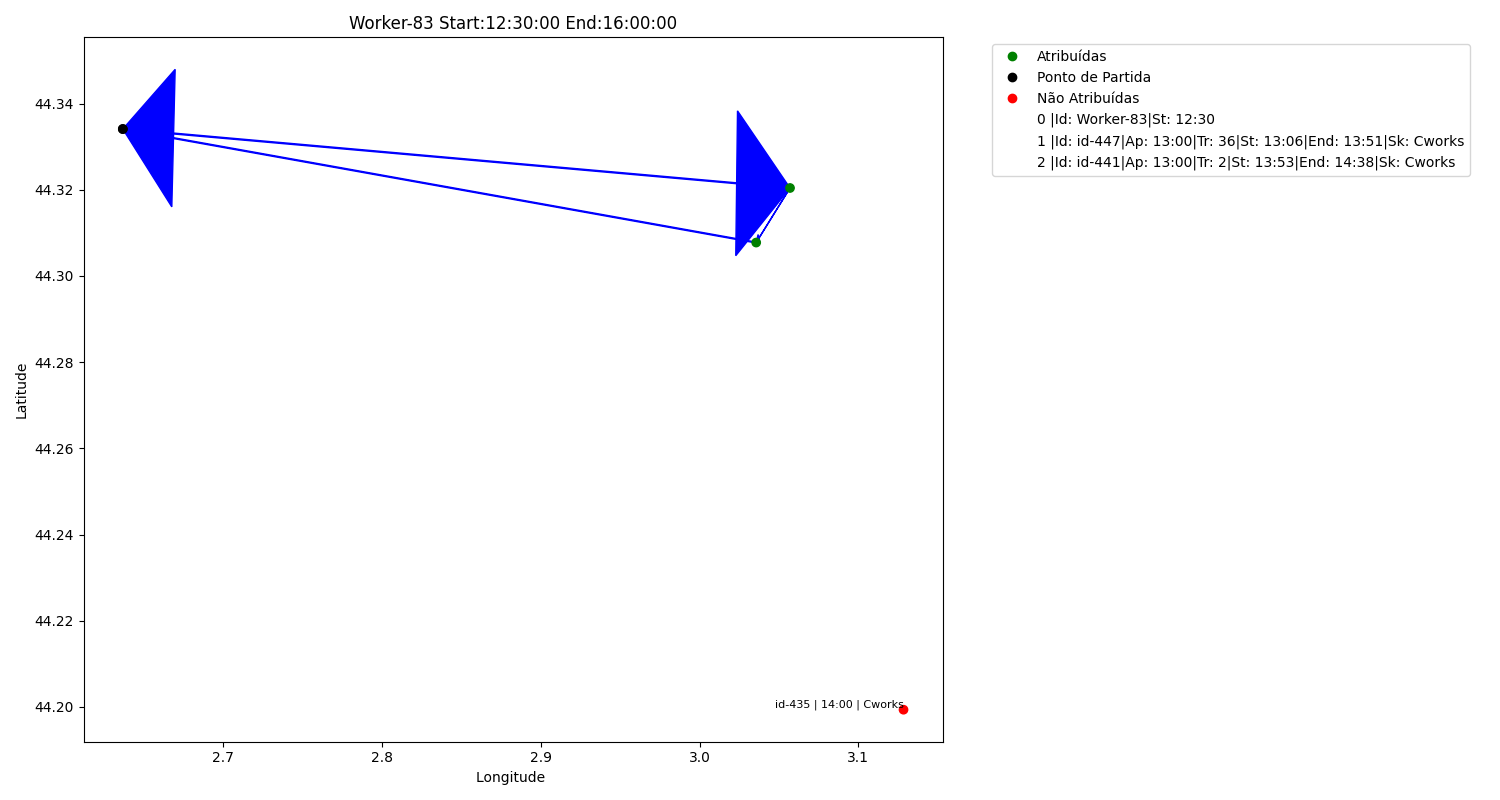 Worker-83 Start:12:30:00 End:16:00:00
Atribuídas
Ponto de Partida
Não Atribuídas
0 |Id: Worker-83|St: 12:30
1 |Id: id-447|Ap: 13:00|Tr: 36|St: 13:06|End: 13:51|Sk: Cworks
2 |Id: id-441|Ap: 13:00|Tr: 2|St: 13:53|End: 14:38|Sk: Cworks
44.34
44.32
44.30
44.28
44.26
44.24
44.22
44.20
Latitude
id-435 | 14:00 | Cworks
2.7 2.8 2.9 3.0 3.1
Longitude